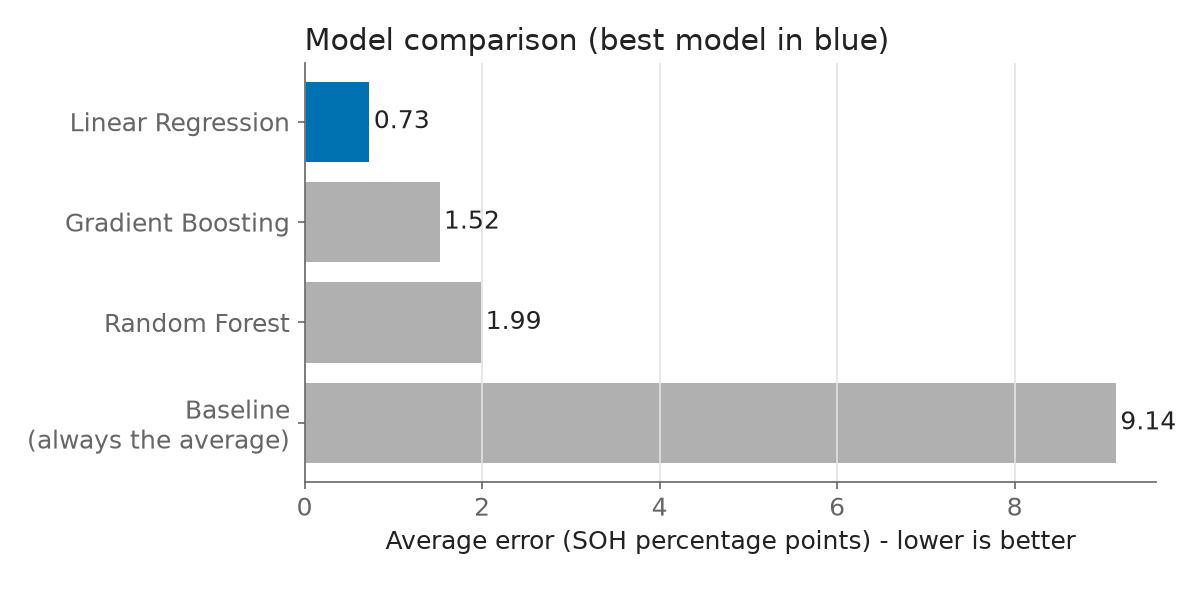 Model comparison (best model in blue)
Linear Regression
0.73
Gradient Boosting
1.52
Random Forest
1.99
Baseline
(always the average)
9.14
0 2 4 6 8
Average error (SOH percentage points) - lower is better